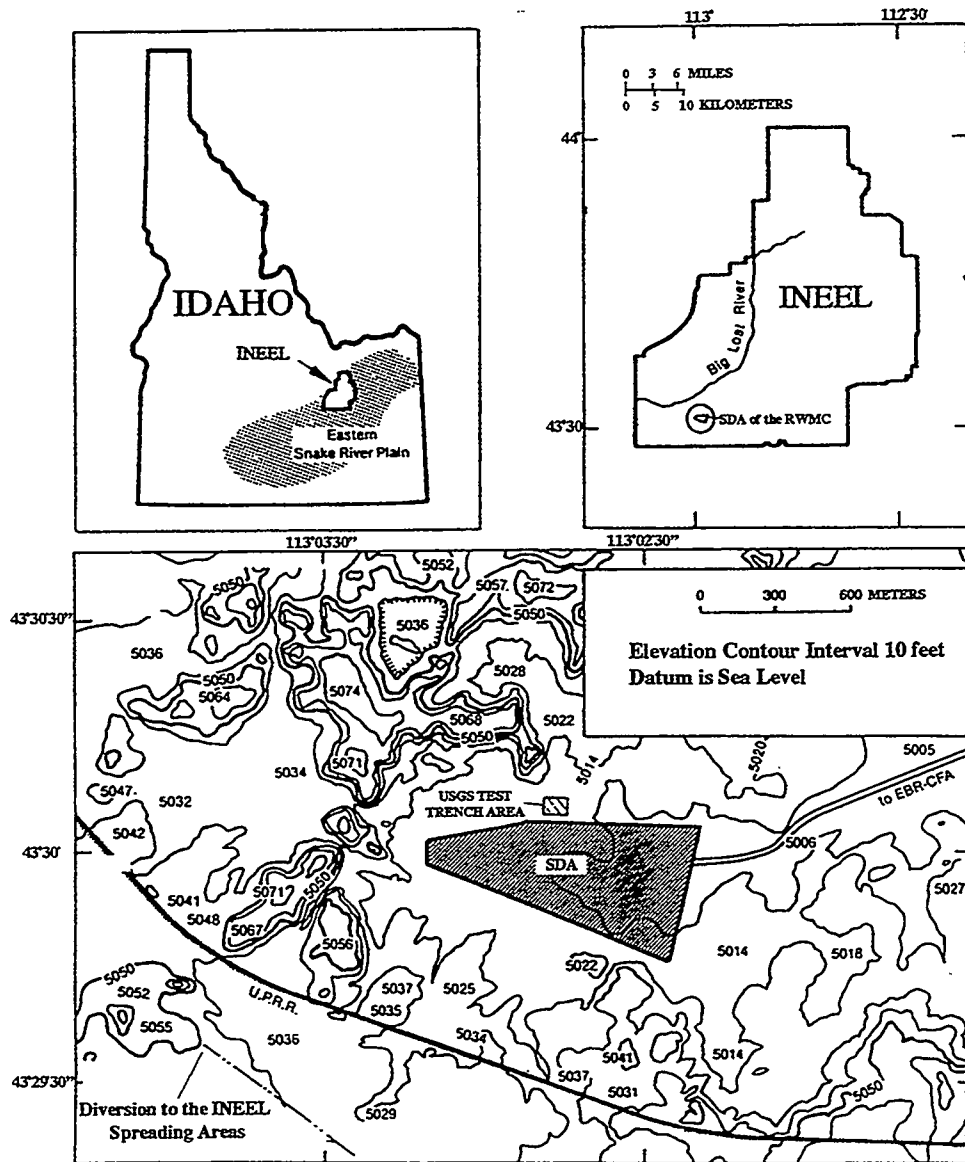 IDAHO
INEEL
Eastern
Snake River Plain
113°
112°30'
0 3 6 MILES
0 5 10 KILOMETERS
44°
INEEL
Big Lost River
SDA of the RWMC
43°30
113°03'30"
113°02'30"
43°30'30"
43°30'
43°29'30"
0 300 600 METERS
Elevation Contour Interval 10 feet
Datum is Sea Level
5050
5052
5057
5072
5050
5036
5036
5028
5050
5064
5074
5068
5050
5022
5014
5020
5005
to EBR-CFA
5034
5071
5047
5032
5042
USGS TEST
TRENCH AREA
SDA
5006
5027
5041
5071?
5050
5048
5067
5056
5014
5018
5022
5050
5052
5055
U.P.R.R.
5037
5025
5035
5036
5034
5041
5014
5037
5031
5050
5029
Diversion to the INEEL
Spreading Areas